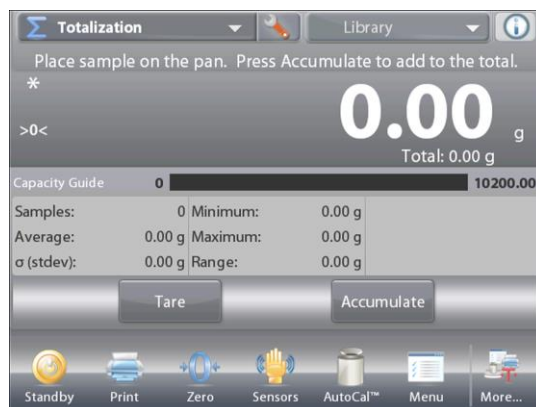 Σ Totalization Library i
Place sample on the pan. Press Accumulate to add to the total.
*
0.00 g
>0<
Total: 0.00 g
Capacity Guide 0 10200.00
Samples: 0 Minimum: 0.00 g
Average: 0.00 g Maximum: 0.00 g
σ (stdev): 0.00 g Range: 0.00 g
Tare Accumulate
→0← T
Standby Print Zero Sensors AutoCal™ Menu More...